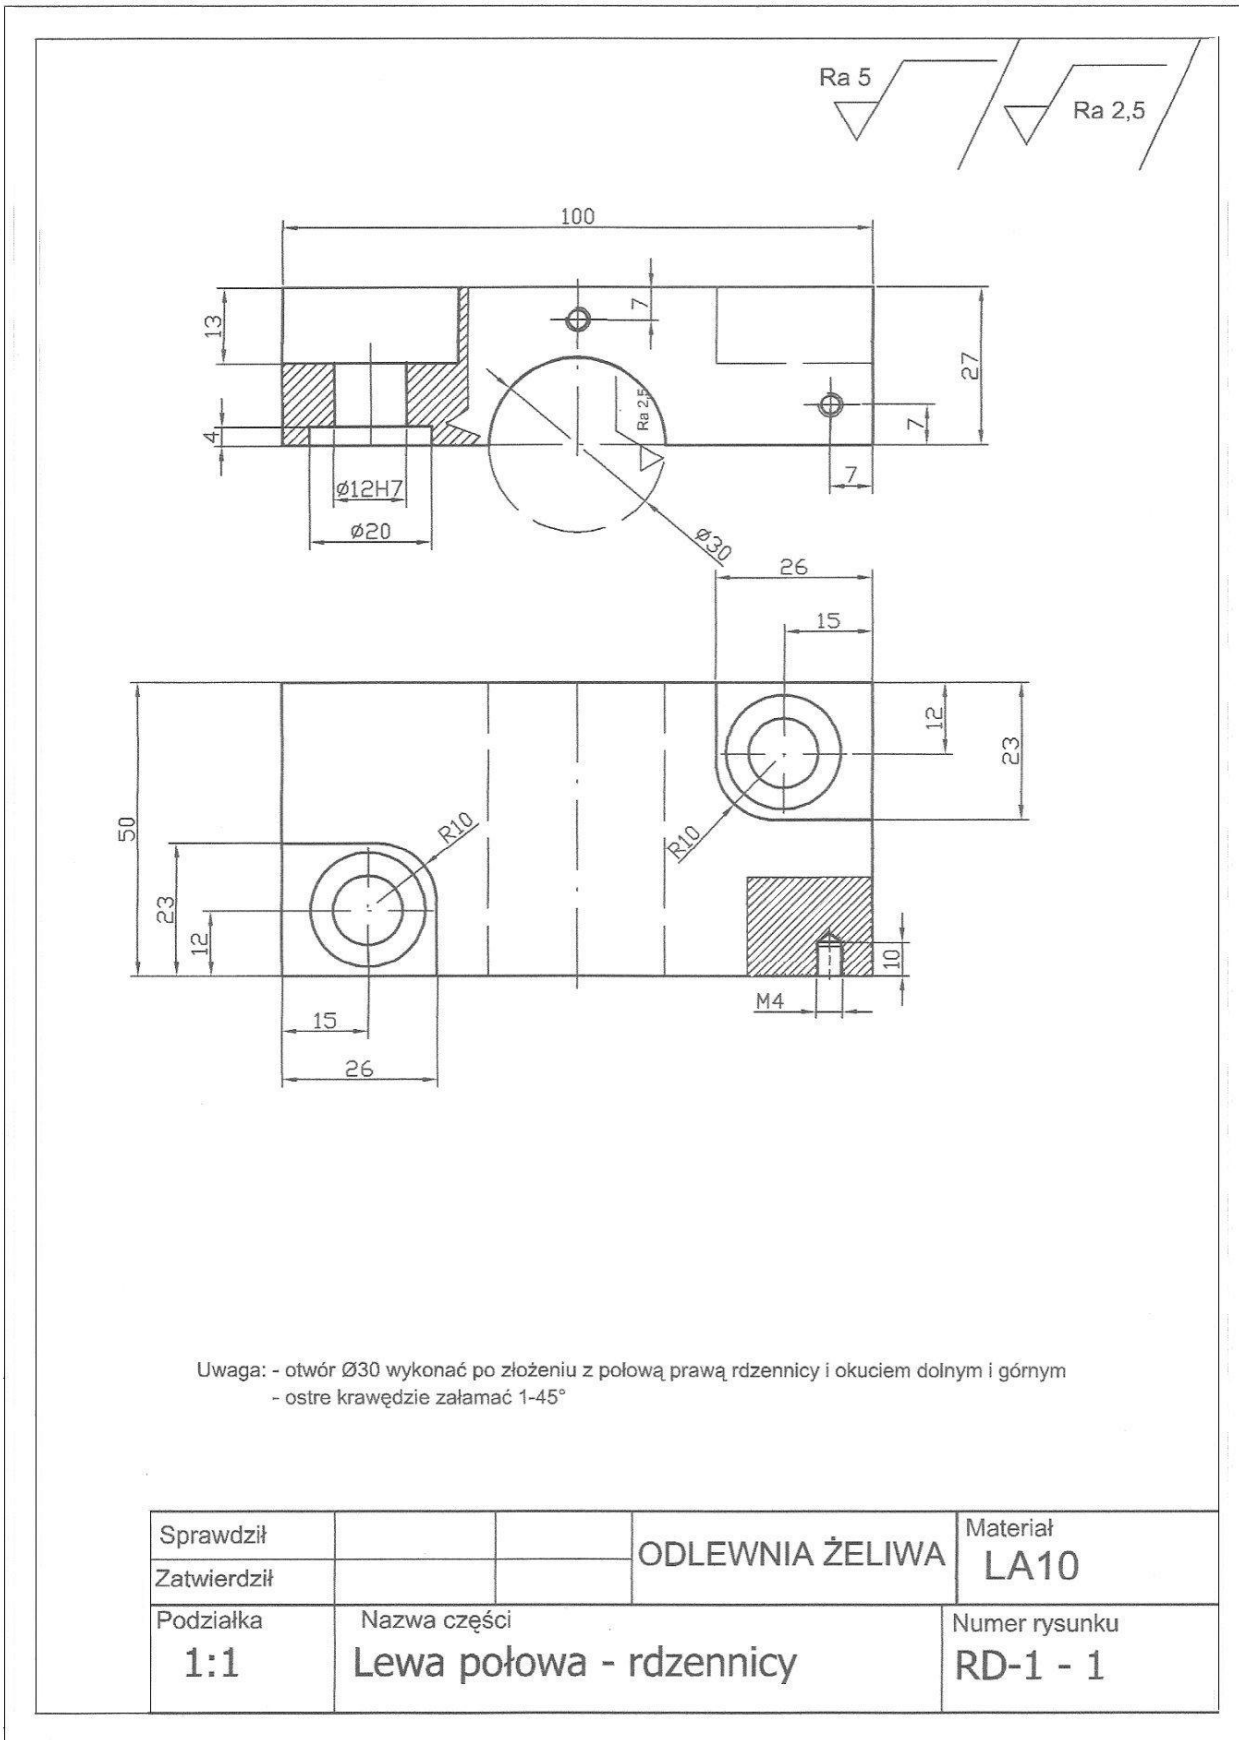 Ra 5
Ra 2,5
100
13
7
27
4
Ra 2,5
7
7
ø12H7
ø20
ø30
26
15
50
12
23
R10
R10
23
12
10
M4
15
26
Uwaga: - otwór Ø30 wykonać po złożeniu z połową prawą rdzennicy i okuciem dolnym i górnym
- ostre krawędzie załamać 1-45°
Sprawdził
Zatwierdził
ODLEWNIA ŻELIWA
Materiał
LA10
Podziałka
1:1
Nazwa części
Lewa połowa - rdzennicy
Numer rysunku
RD-1 - 1